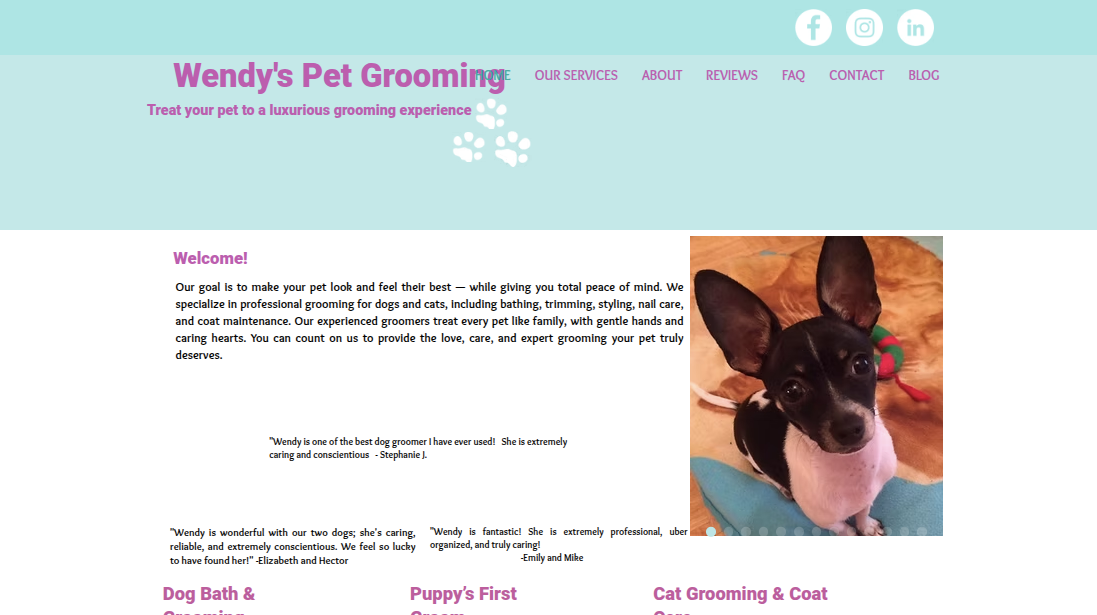 Wendy's Pet Grooming
HOME OUR SERVICES ABOUT REVIEWS FAQ CONTACT BLOG
Treat your pet to a luxurious grooming experience
Welcome!
Our goal is to make your pet look and feel their best — while giving you total peace of mind. We
specialize in professional grooming for dogs and cats, including bathing, trimming, styling, nail care,
and coat maintenance. Our experienced groomers treat every pet like family, with gentle hands and
caring hearts. You can count on us to provide the love, care, and expert grooming your pet truly
deserves.
"Wendy is one of the best dog groomer I have ever used! She is extremely
caring and conscientious - Stephanie J.
"Wendy is wonderful with our two dogs; she's caring,
reliable, and extremely conscientious. We feel so lucky
to have found her!" -Elizabeth and Hector
"Wendy is fantastic! She is extremely professional, uber
organized, and truly caring!
-Emily and Mike
Dog Bath &
Grooming
Puppy's First
Groom
Cat Grooming & Coat
Care